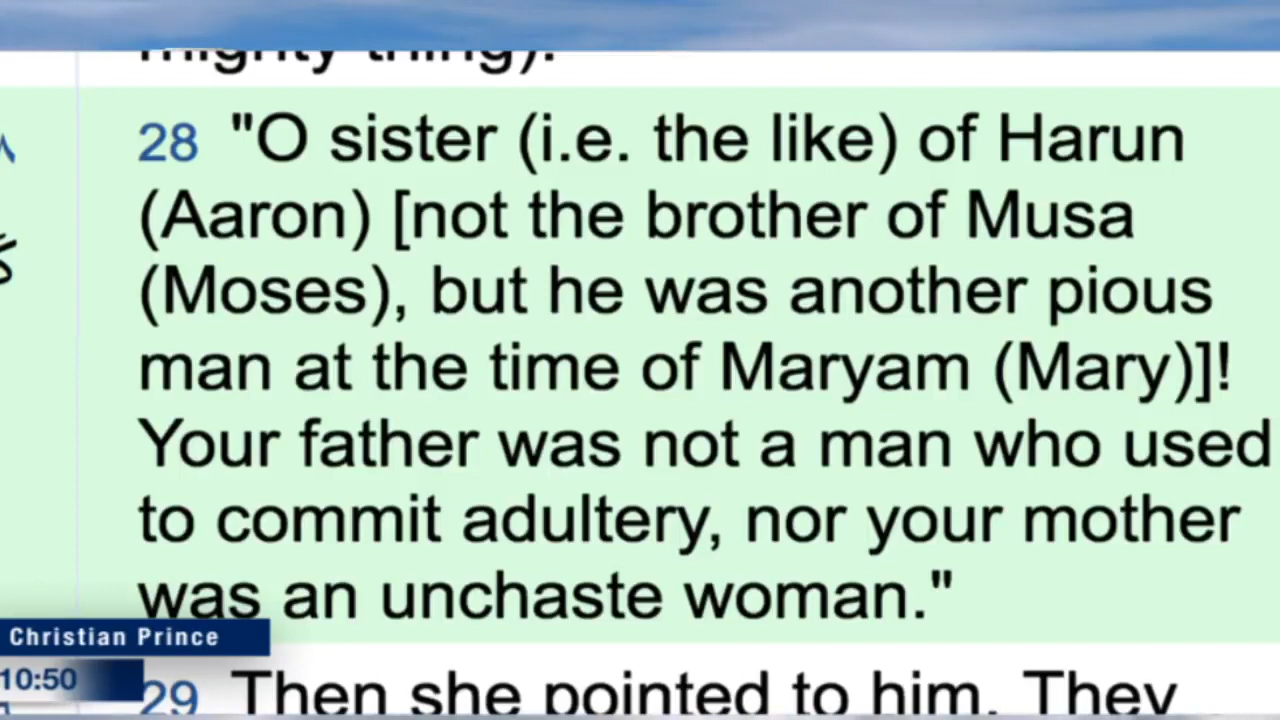 mighty thing).
28 "O sister (i.e. the like) of Harun
(Aaron) [not the brother of Musa
(Moses), but he was another pious
man at the time of Maryam (Mary)]!
Your father was not a man who used
to commit adultery, nor your mother
was an unchaste woman."
Christian Prince
10:50
29 Then she pointed to him. They